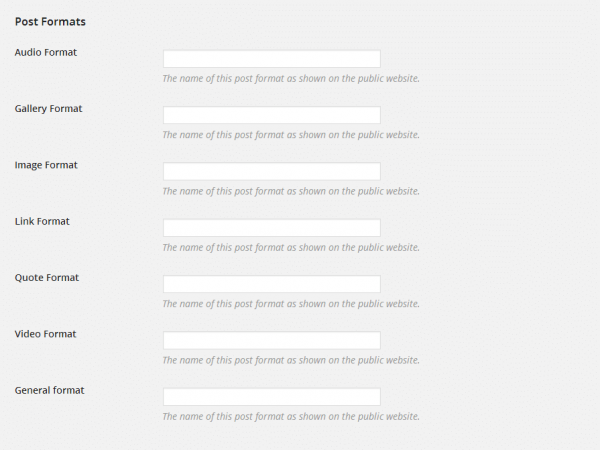 Post Formats
Audio Format
The name of this post format as shown on the public website.
Gallery Format
The name of this post format as shown on the public website.
Image Format
The name of this post format as shown on the public website.
Link Format
The name of this post format as shown on the public website.
Quote Format
The name of this post format as shown on the public website.
Video Format
The name of this post format as shown on the public website.
General format
The name of this post format as shown on the public website.